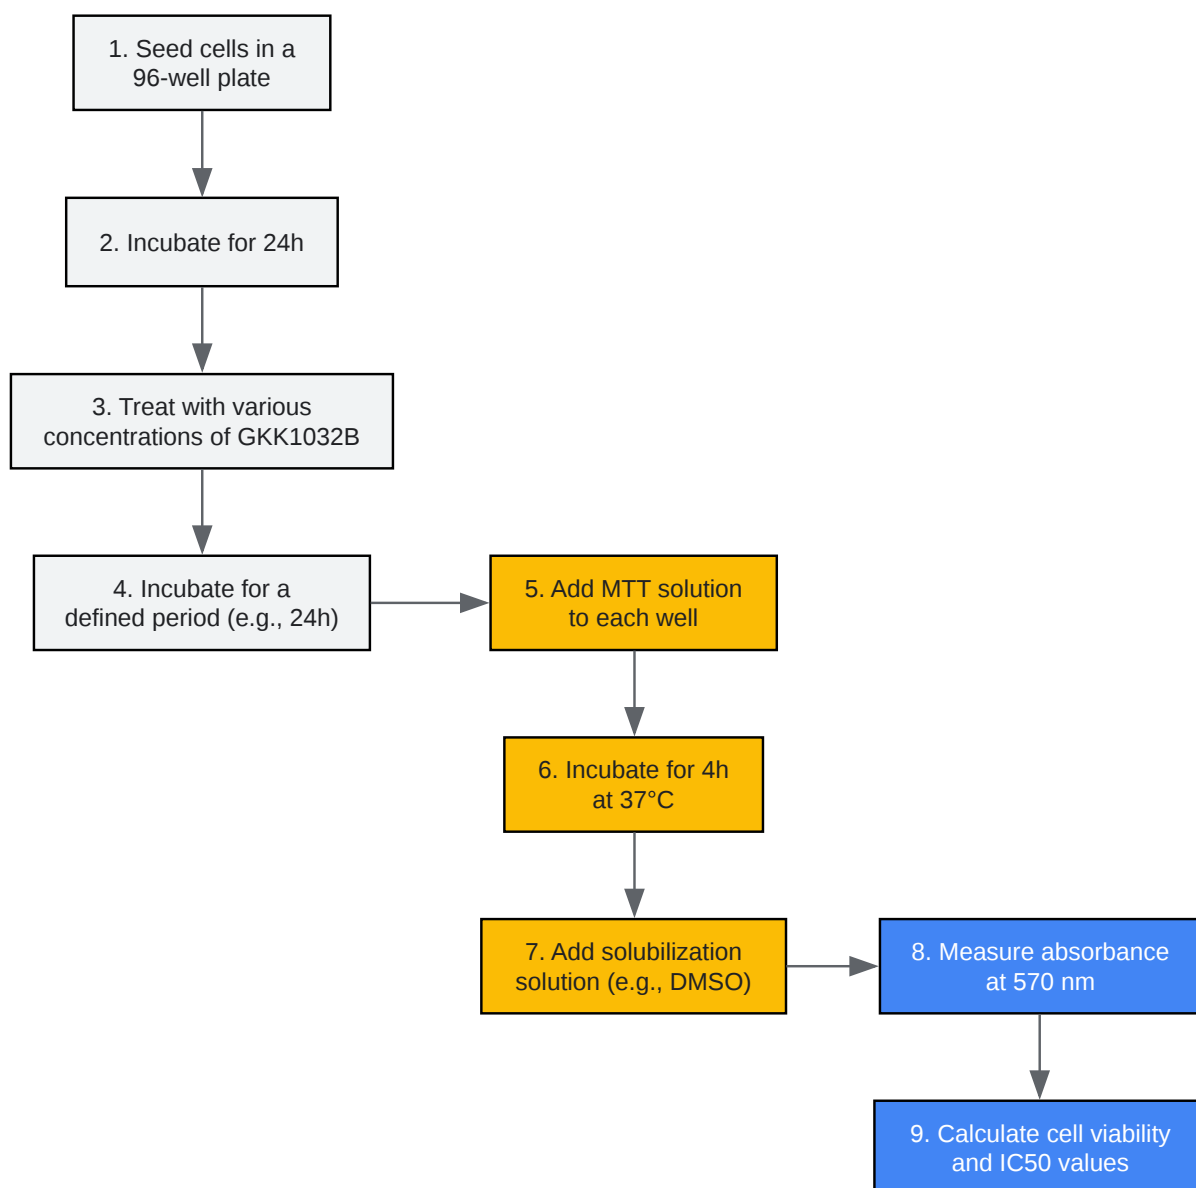 1. Seed cells in a
96-well plate
2. Incubate for 24h
3. Treat with various
concentrations of GKK1032B
4. Incubate for a
defined period (e.g., 24h)
5. Add MTT solution
to each well
6. Incubate for 4h
at 37°C
7. Add solubilization
solution (e.g., DMSO)
8. Measure absorbance
at 570 nm
9. Calculate cell viability
and IC50 values